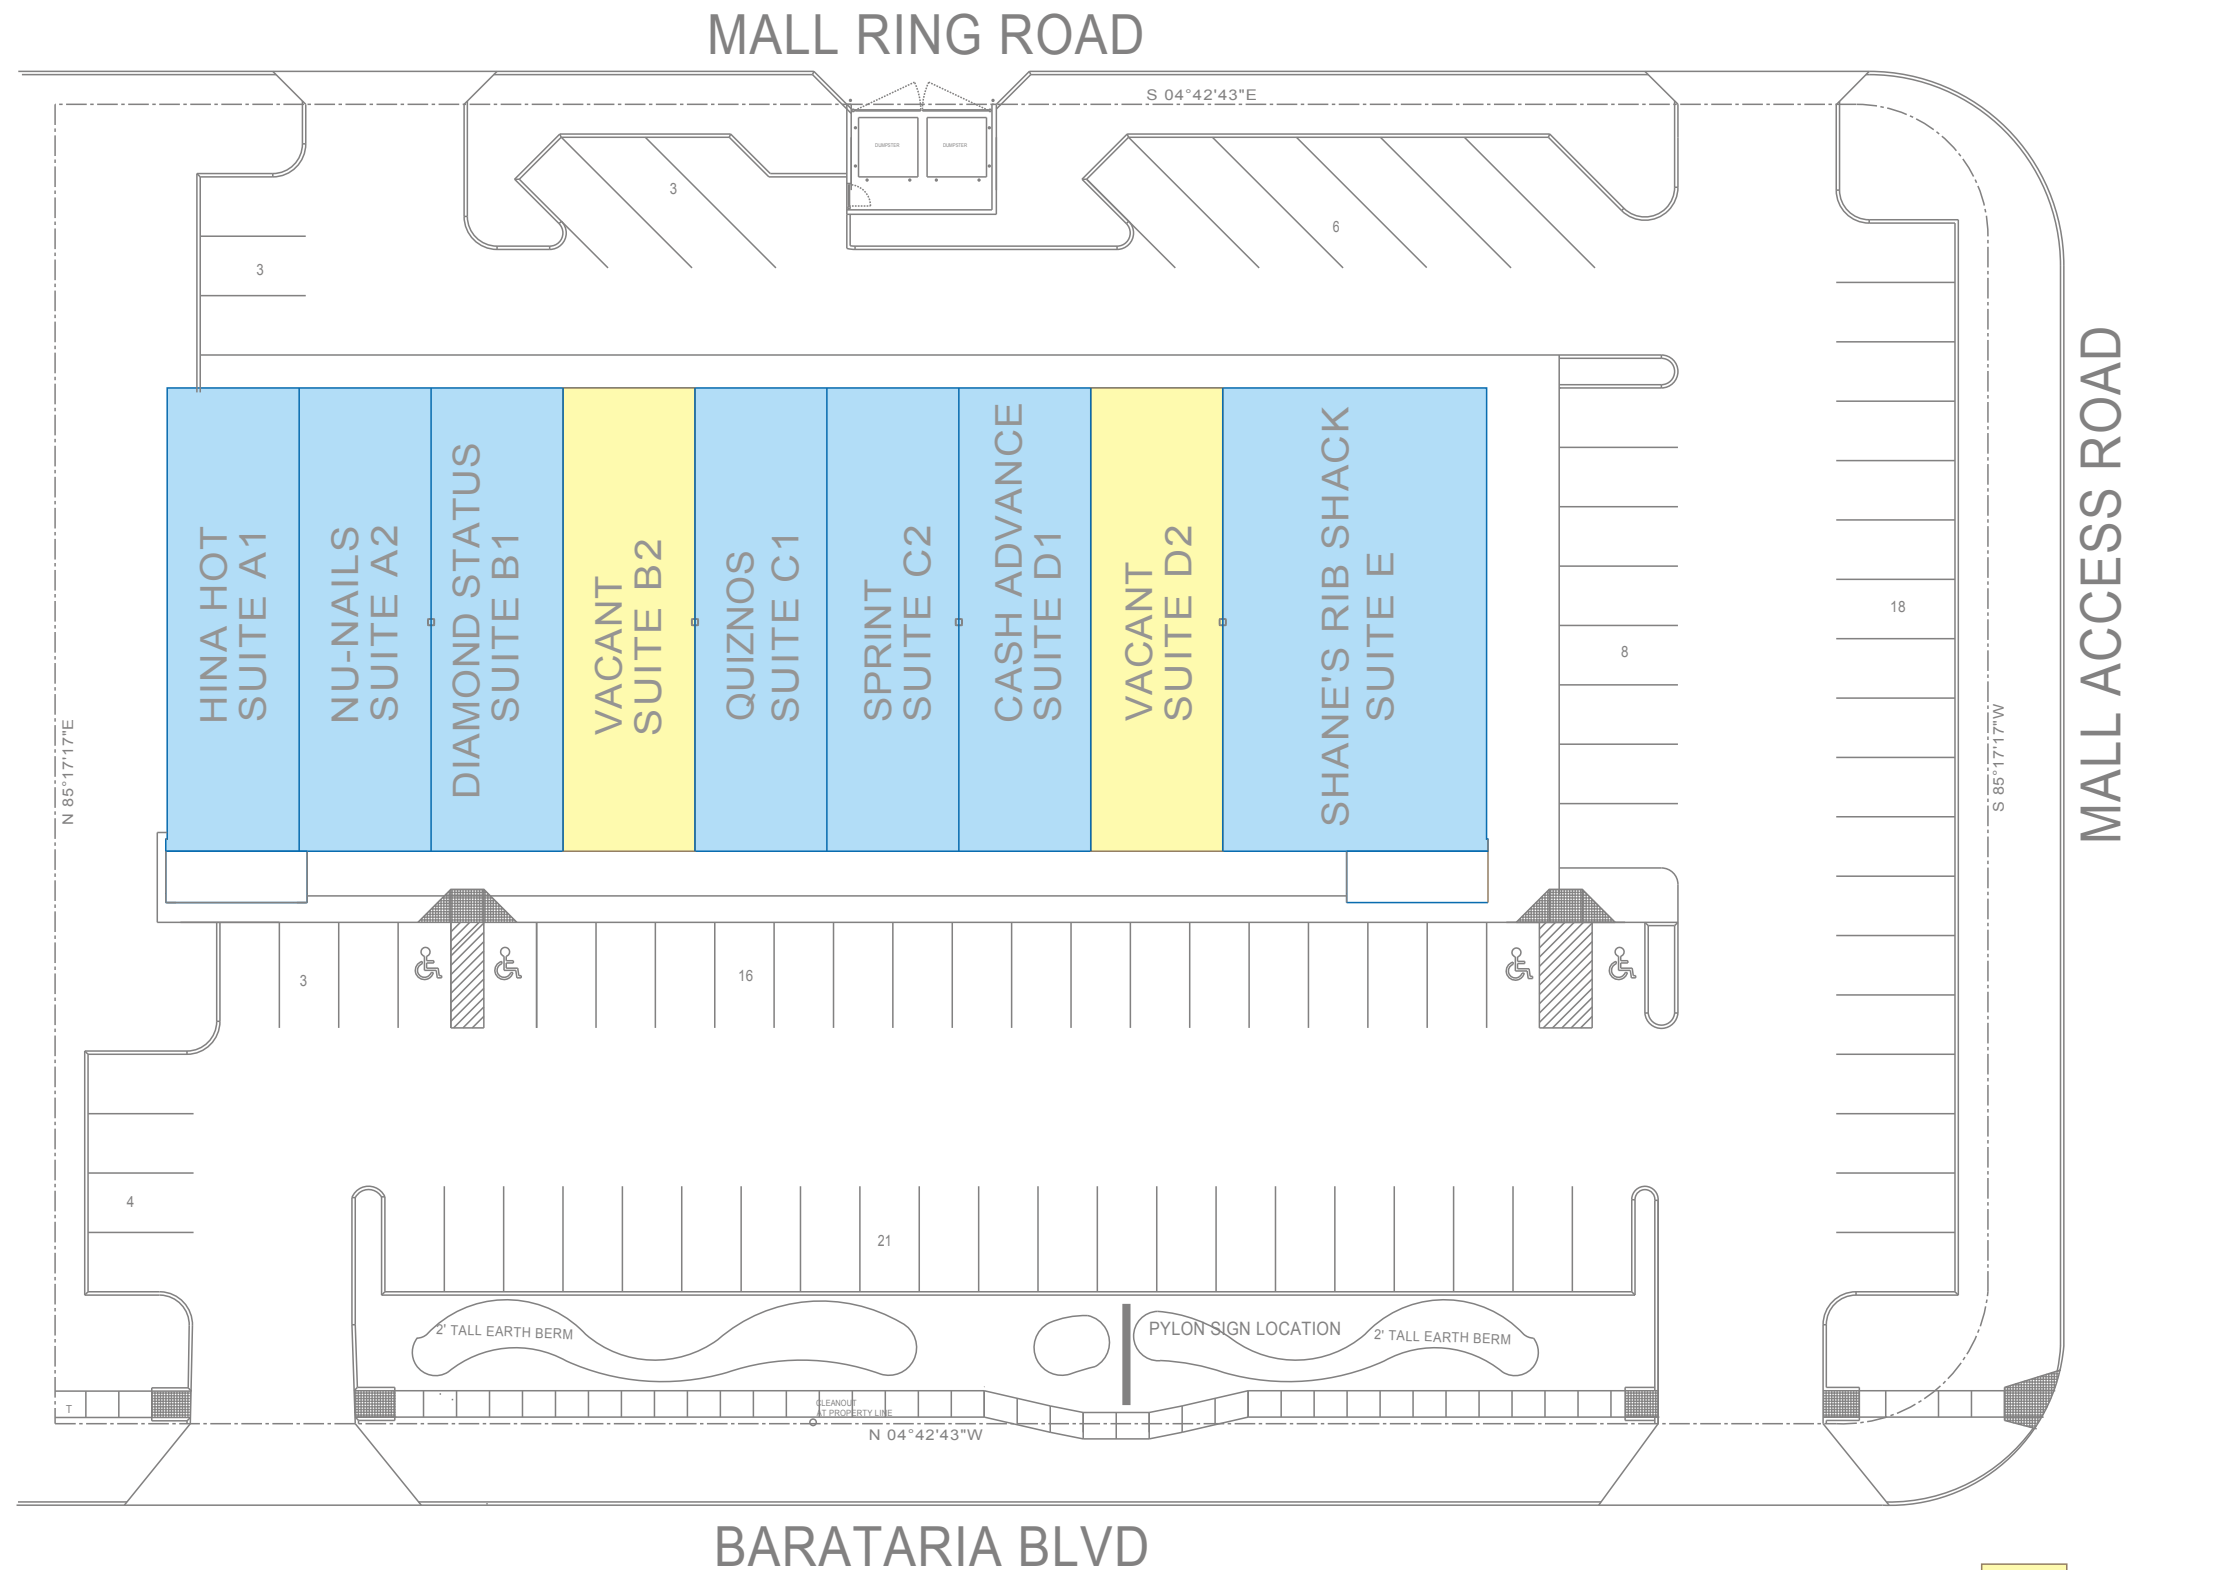 MALL RING ROAD
S 04°42'43"E
DUMPSTER
DUMPSTER
3
6
3
HINA HOT
SUITE A1
NU-NAILS
SUITE A2
DIAMOND STATUS
SUITE B1
VACANT
SUITE B2
QUIZNOS
SUITE C1
SPRINT
SUITE C2
CASH ADVANCE
SUITE D1
VACANT
SUITE D2
SHANE'S RIB SHACK
SUITE E
8
18
MALL ACCESS ROAD
N 85°17'17"E
S 85°17'17"W
3
16
4
21
2' TALL EARTH BERM
PYLON SIGN LOCATION
2' TALL EARTH BERM
T
CLEANOUT
AT PROPERTY LINE
N 04°42'43"W
BARATARIA BLVD